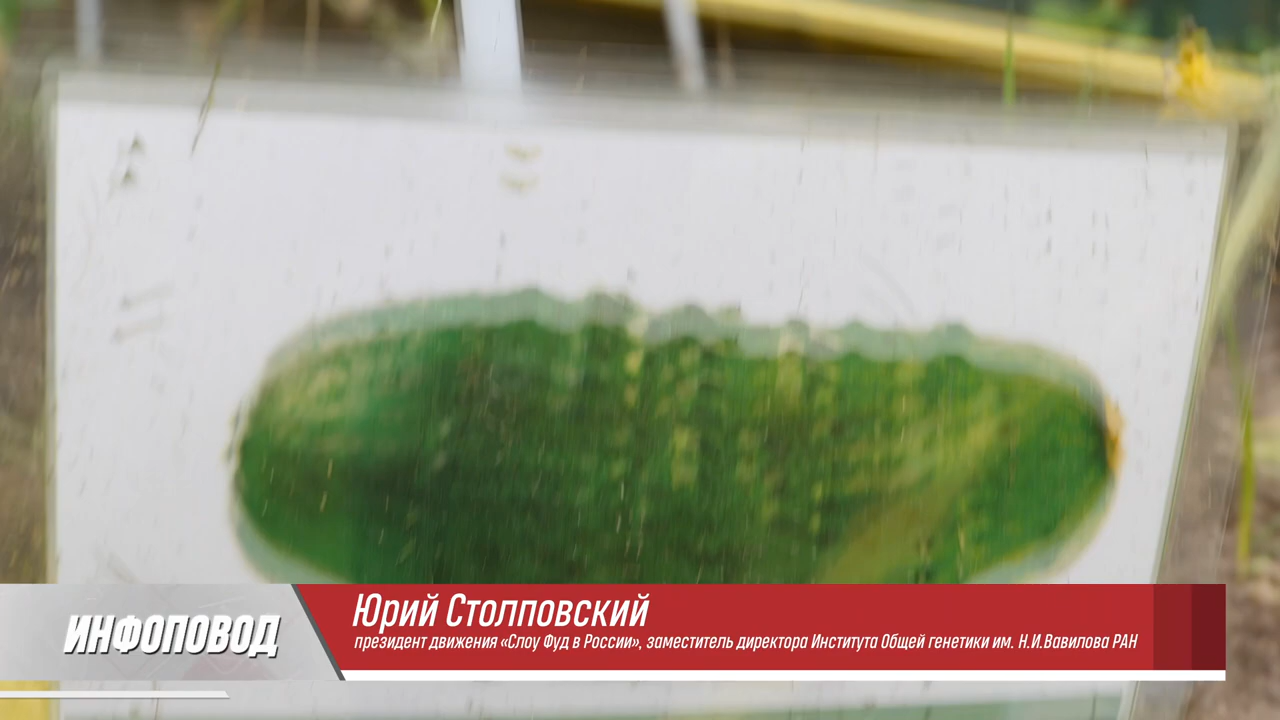 ИНФОПОВОД
Юрий Столповский
президент движения «Слоу Фуд в России», заместитель директора Института Общей генетики им. Н.И.Вавилова РАН